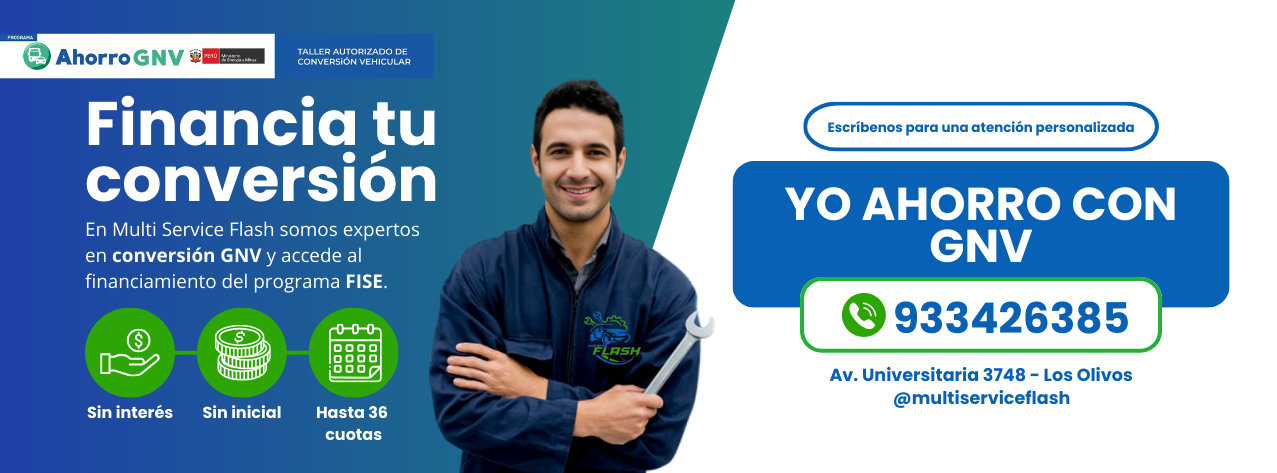 PROGRAMA
AhorroGNV
PERÚ
Ministerio
de Energía y Minas
TALLER AUTORIZADO DE
CONVERSIÓN VEHICULAR
Financia tu
conversión
En Multi Service Flash somos expertos
en conversión GNV y accede al
financiamiento del programa FISE.
$
$
Sin interés
Sin inicial
Hasta 36
cuotas
FLASH
Escríbenos para una atención personalizada
YO AHORRO CON
GNV
933426385
Av. Universitaria 3748 - Los Olivos
@multiserviceflash